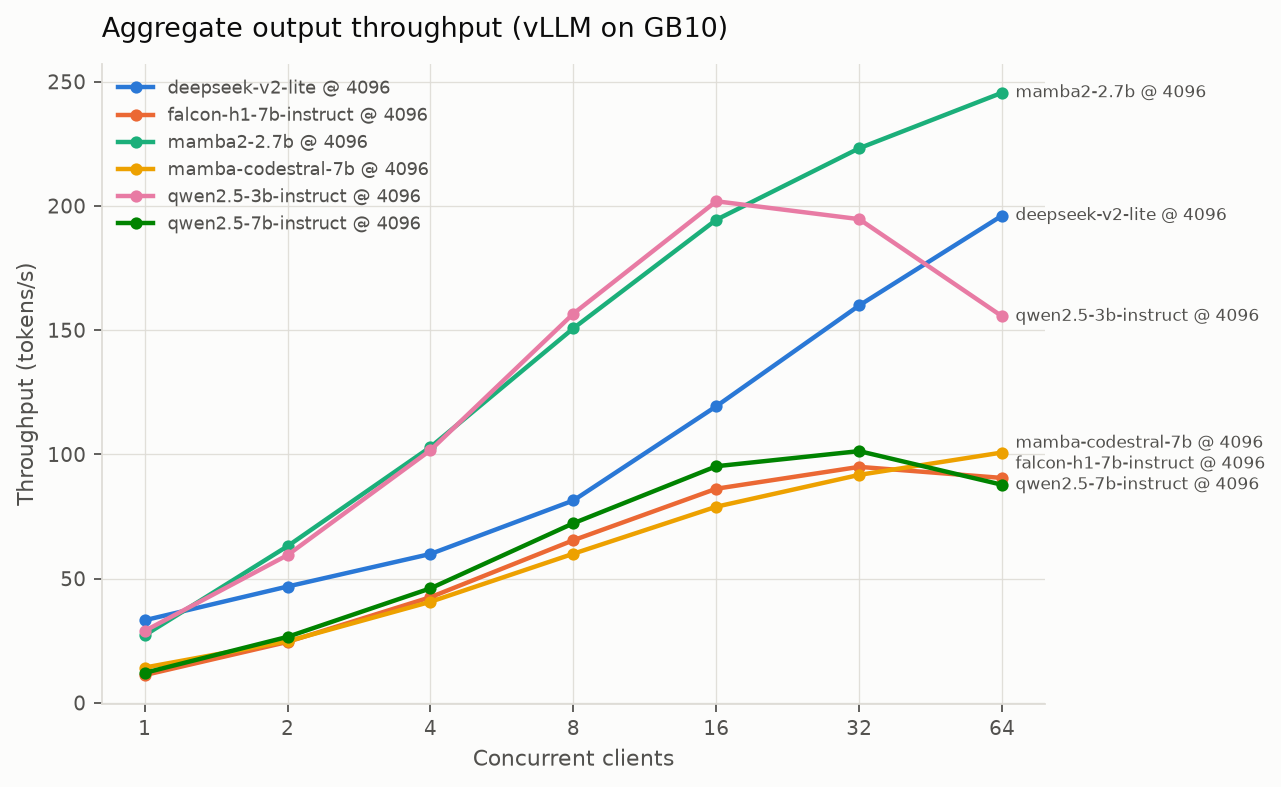 Aggregate output throughput (vLLM on GB10)
deepseek-v2-lite @ 4096
falcon-h1-7b-instruct @ 4096
mamba2-2.7b @ 4096
mamba-codestral-7b @ 4096
qwen2.5-3b-instruct @ 4096
qwen2.5-7b-instruct @ 4096
Throughput (tokens/s)
250
200
150
100
50
0
mamba2-2.7b @ 4096
deepseek-v2-lite @ 4096
qwen2.5-3b-instruct @ 4096
mamba-codestral-7b @ 4096
falcon-h1-7b-instruct @ 4096
qwen2.5-7b-instruct @ 4096
1 2 4 8 16 32 64
Concurrent clients